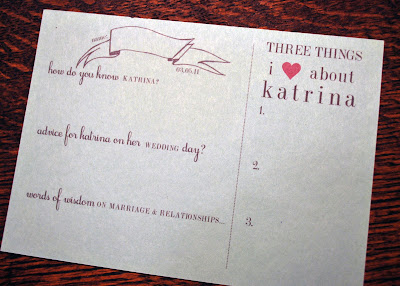 name:
how do you know KATRINA?
advice for katrina on her WEDDING day?
words of wisdom ON MARRIAGE & RELATIONSHIPS...
THREE THINGS
i ♥ about
katrina
1.
2.
3.